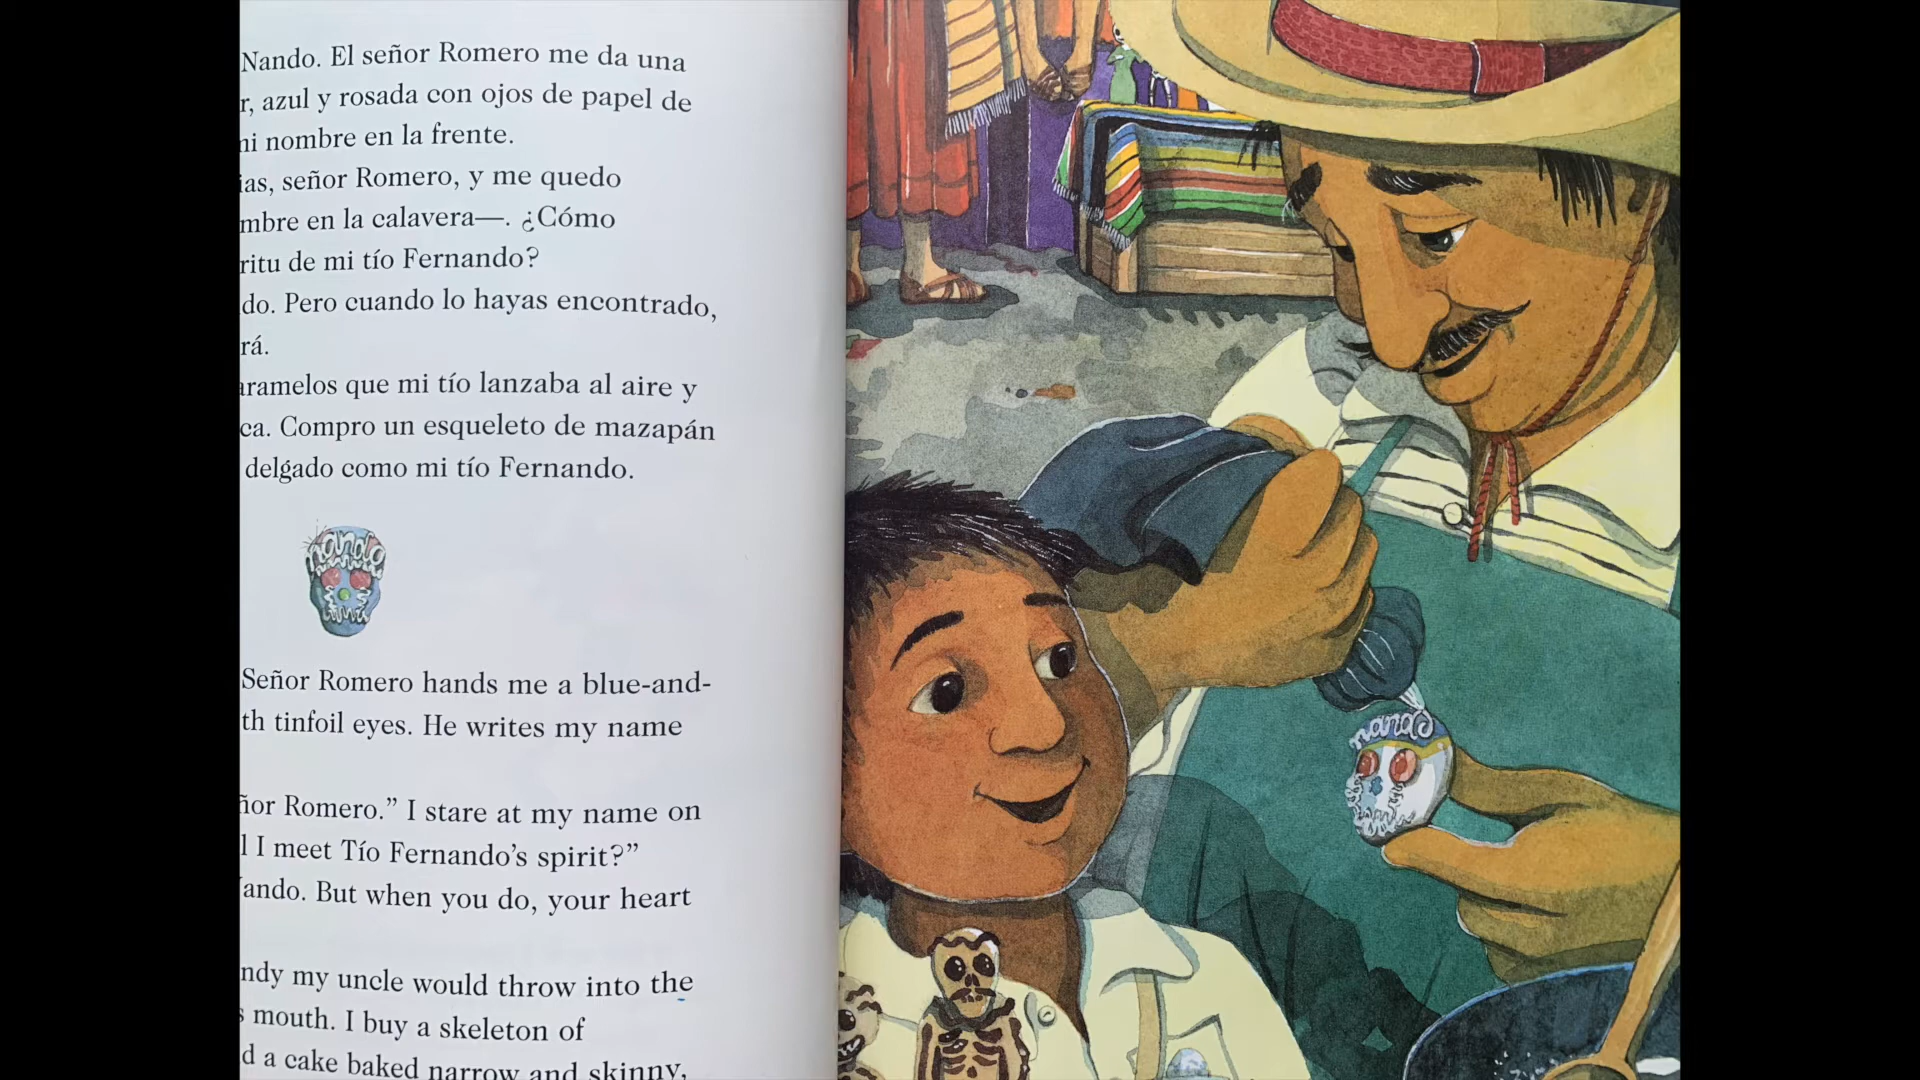 Nando. El señor Romero me da una
r, azul y rosada con ojos de papel de
ni nombre en la frente.
ias, señor Romero, y me quedo
mbre en la calavera—. ¿Cómo
ritu de mi tío Fernando?
do. Pero cuando lo hayas encontrado,
rá.
aramelos que mi tío lanzaba al aire y
ca. Compro un esqueleto de mazapán
delgado como mi tío Fernando.
nando
Señor Romero hands me a blue-and-
th tinfoil eyes. He writes my name
ñor Romero.” I stare at my name on
l I meet Tío Fernando’s spirit?”
ando. But when you do, your heart
ndy my uncle would throw into the
s mouth. I buy a skeleton of
d a cake baked narrow and skinny,
nando